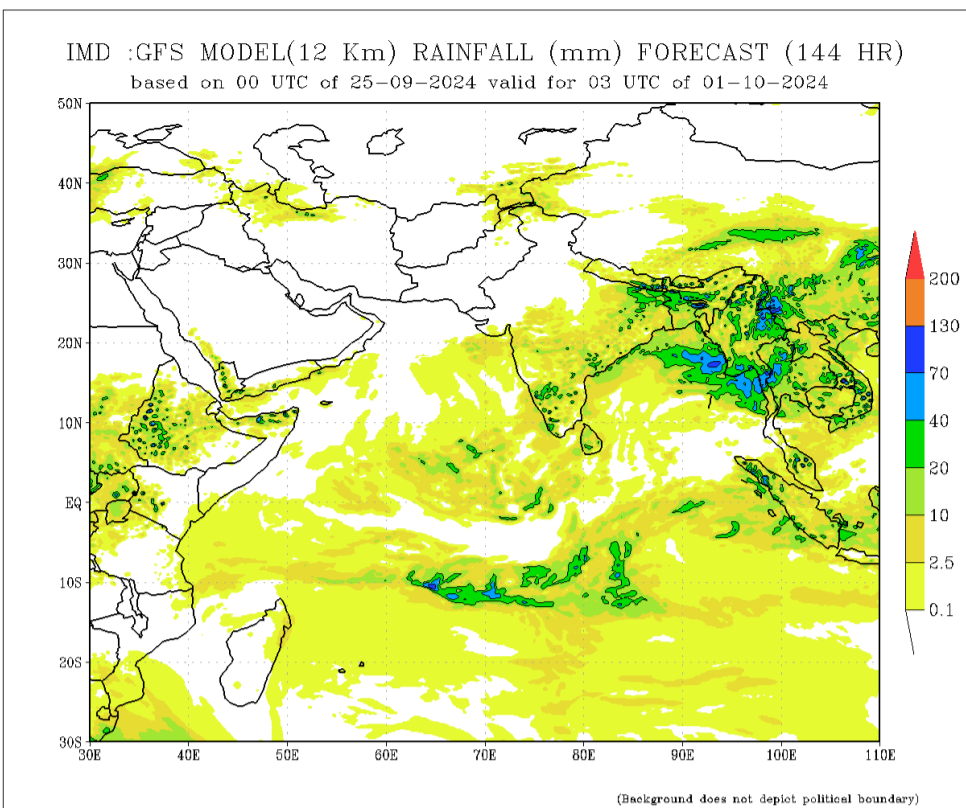 IMD :GFS MODEL(12 Km) RAINFALL (mm) FORECAST (144 HR)
based on 00 UTC of 25-09-2024 valid for 03 UTC of 01-10-2024
50N
40N
30N
20N
10N
EQ
10S
20S
30S
30E 40E 50E 60E 70E 80E 90E 100E 110E
200
130
70
40
20
10
2.5
0.1
(Background does not depict political boundary)